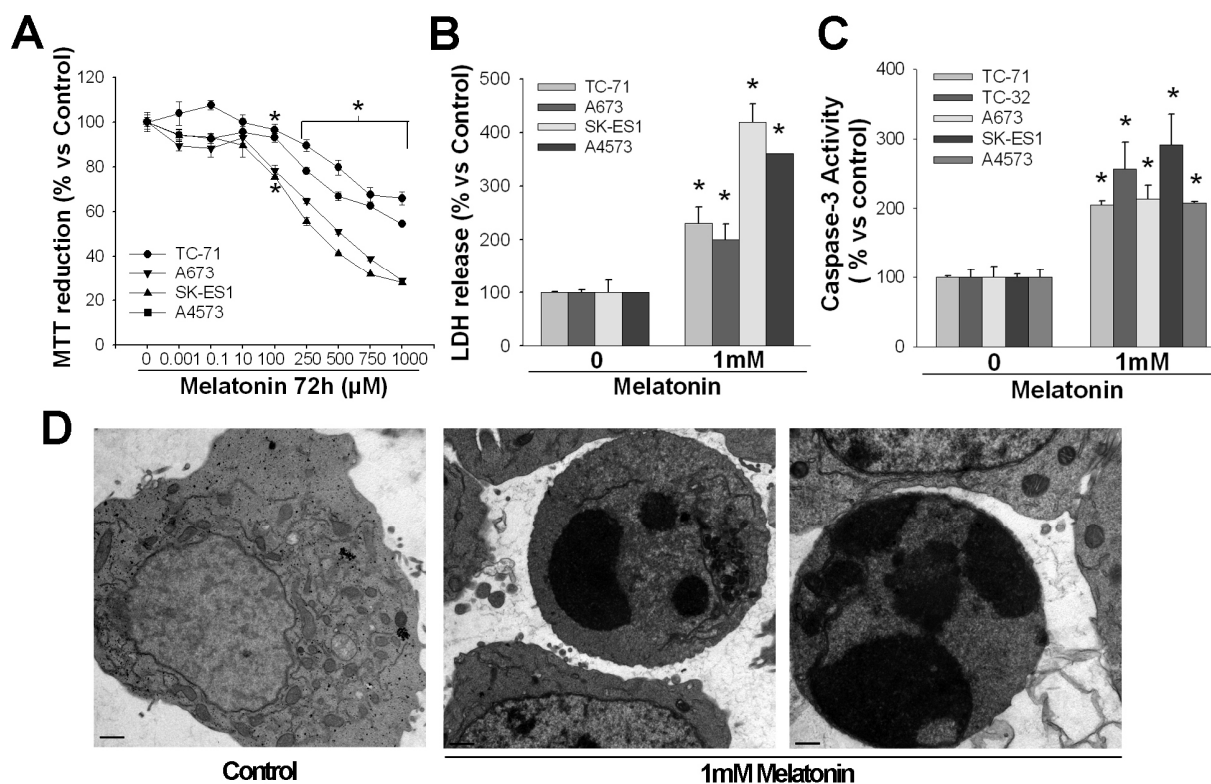 A
MTT reduction (% vs Control)
120
100
80
60
40
20
0
*
*
*
TC-71
A673
SK-ES1
A4573
0 0.001 0.1 10 100 250 500 750 1000
Melatonin 72h (µM)
B
LDH release (% vs Control)
500
400
300
200
100
0
TC-71
A673
SK-ES1
A4573
* * * *
0 1mM
Melatonin
C
Caspase-3 Activity
( % vs control)
400
300
200
100
0
TC-71
TC-32
A673
SK-ES1
A4573
* * * * *
0 1mM
Melatonin
D
Control
1mM Melatonin